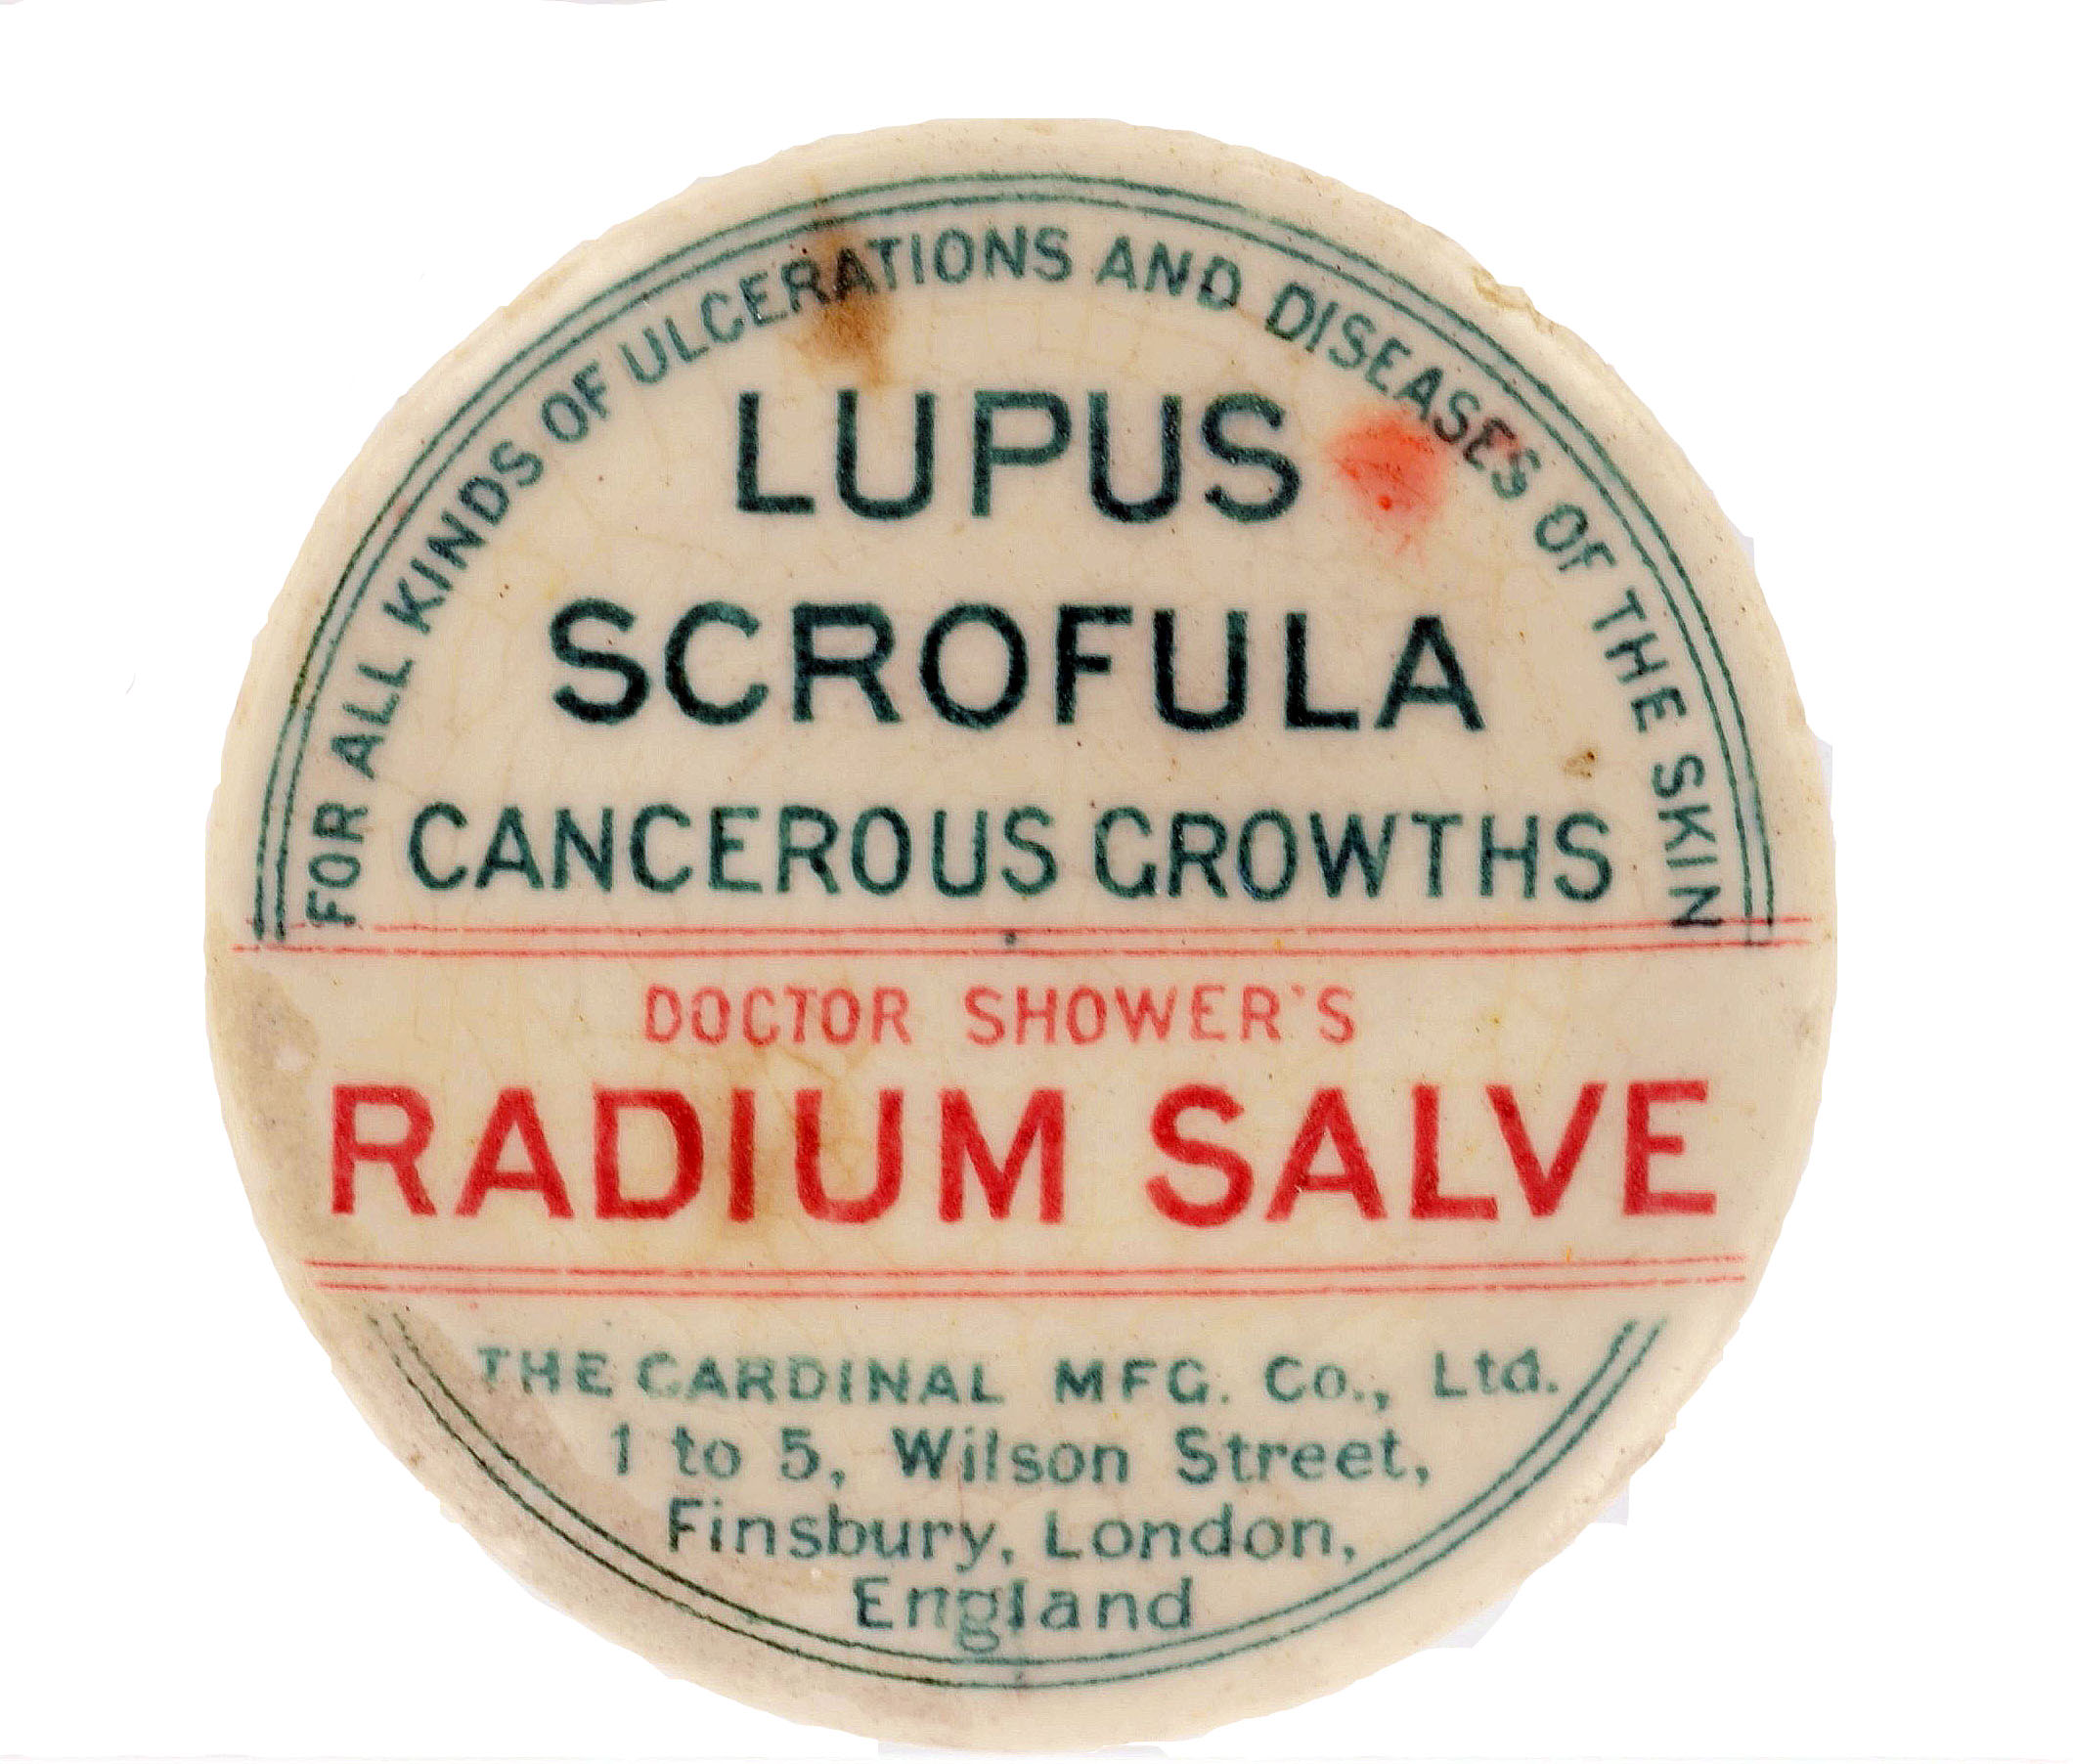 FOR ALL KINDS OF ULCERATIONS AND DISEASES OF THE SKIN
LUPUS
SCROFULA
CANCEROUS GROWTHS
DOCTOR SHOWER'S
RADIUM SALVE
THE CARDINAL MFG. Co., Ltd.
1 to 5, Wilson Street,
Finsbury, London,
England